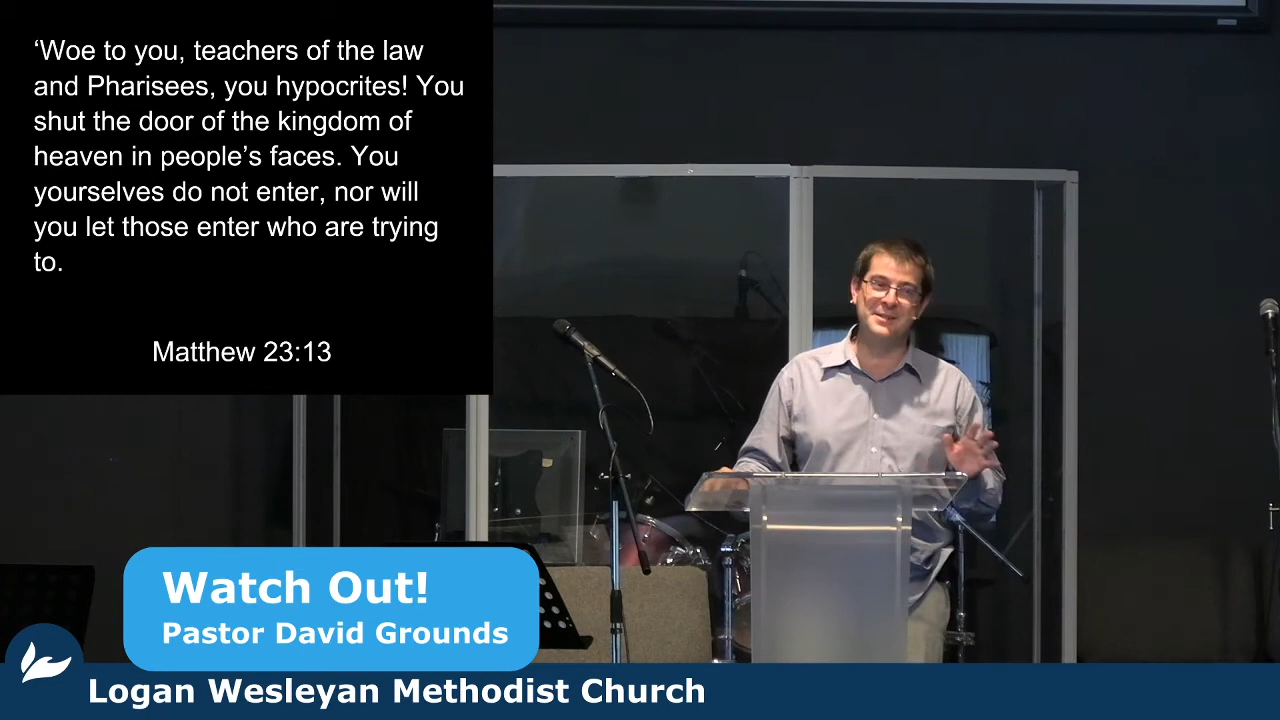 ‘Woe to you, teachers of the law
and Pharisees, you hypocrites! You
shut the door of the kingdom of
heaven in people’s faces. You
yourselves do not enter, nor will
you let those enter who are trying
to.
Matthew 23:13
Watch Out!
Pastor David Grounds
Logan Wesleyan Methodist Church